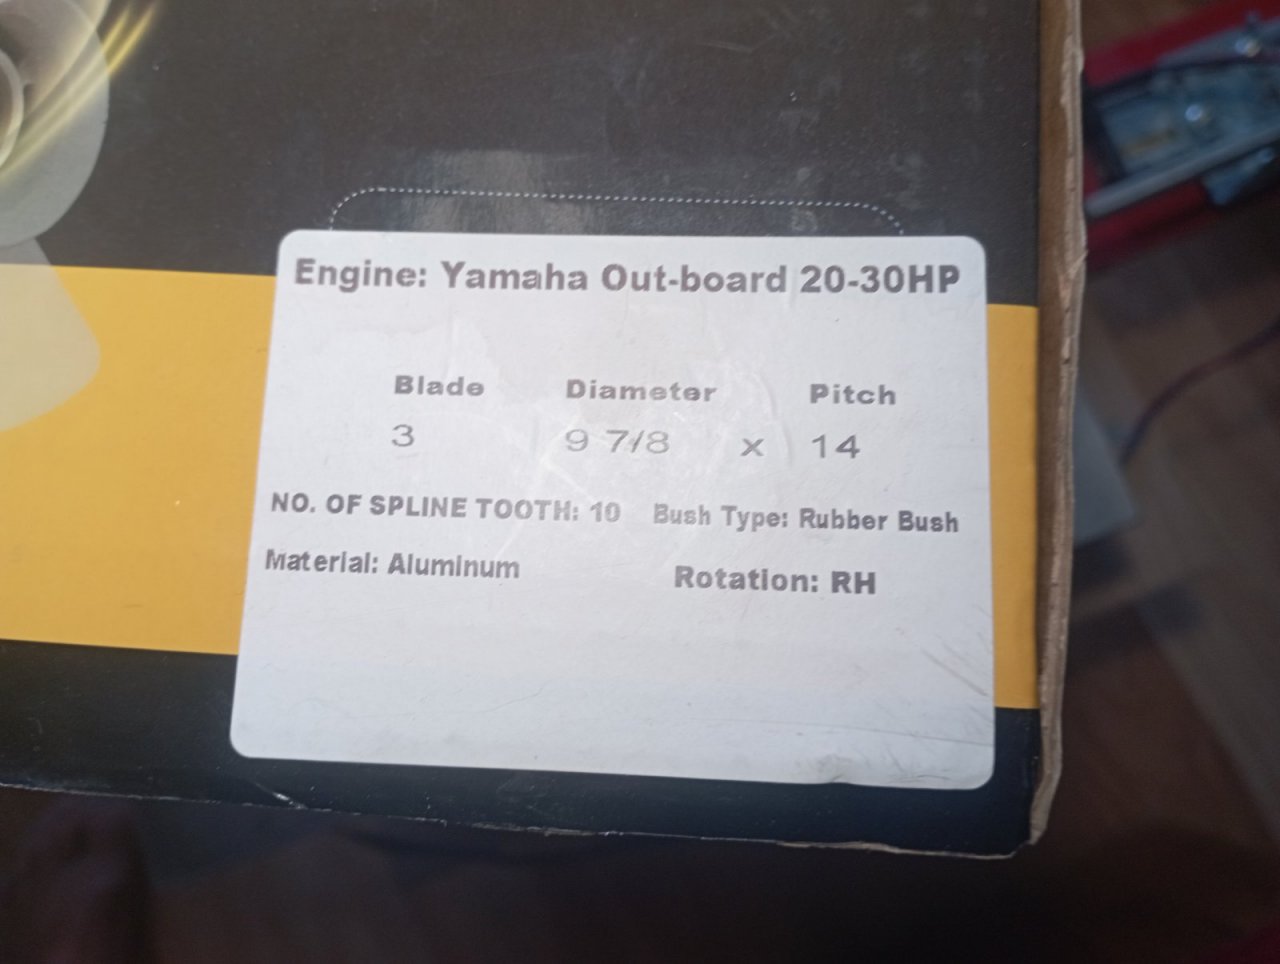 Engine: Yamaha Out-board 20-30HP
Blade Diameter Pitch
3 9 7/8 x 14
NO. OF SPLINE TOOTH: 10 Bush Type: Rubber Bush
Material: Aluminum Rotation: RH